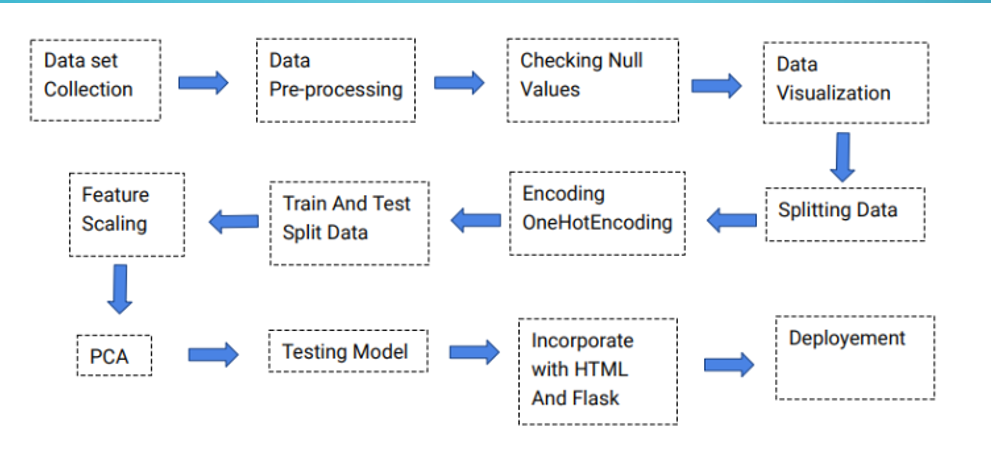 Data set
Collection
Data
Pre-processing
Checking Null
Values
Data
Visualization
Splitting Data
Encoding
OneHotEncoding
Train And Test
Split Data
Feature
Scaling
PCA
Testing Model
Incorporate
with HTML
And Flask
Deployement